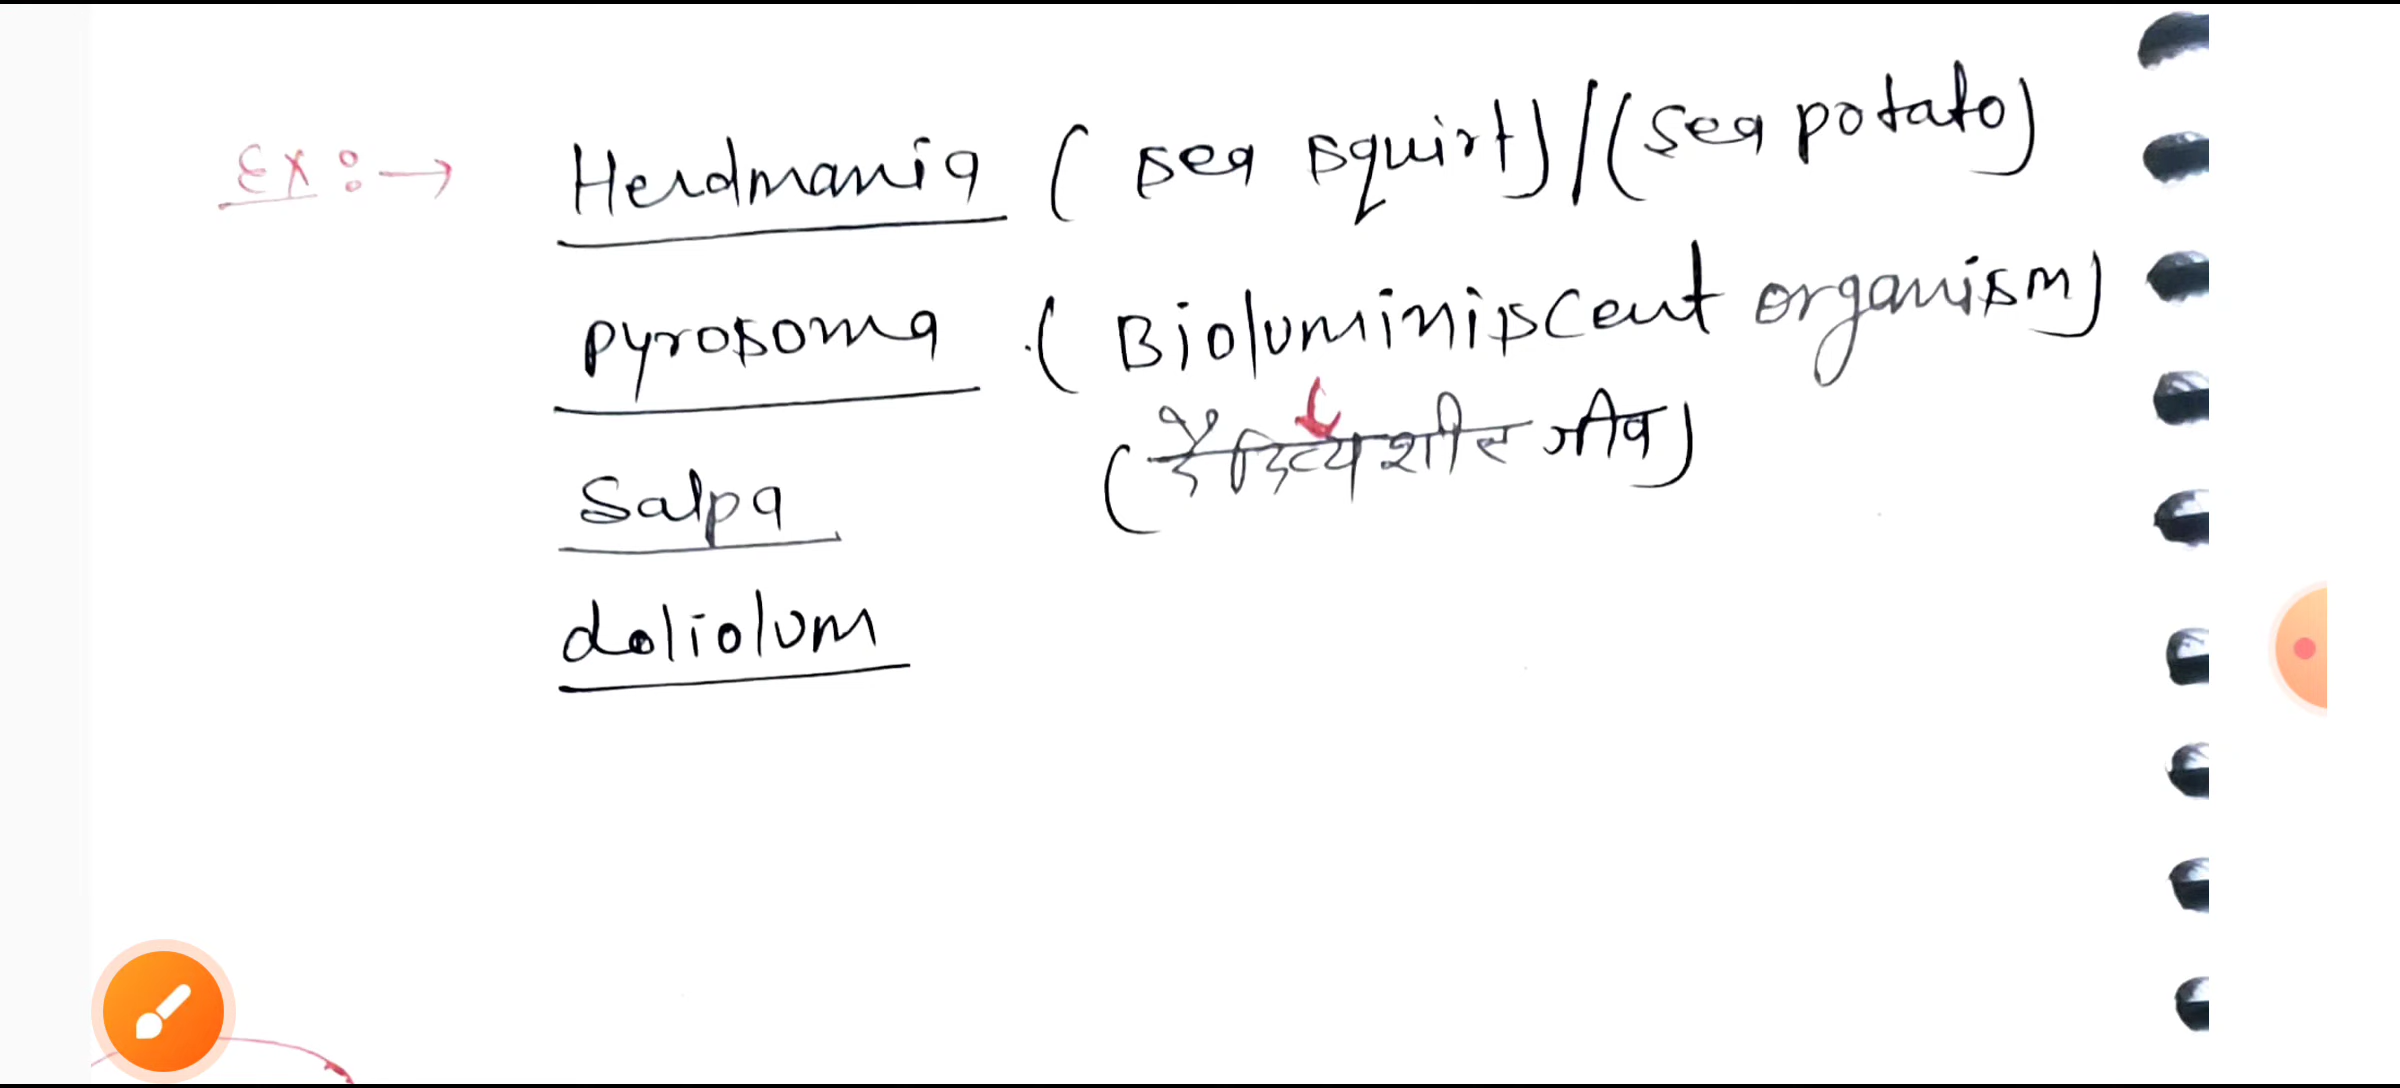 Ex:→ Herdmania (sea squirt)/(sea potato)
pyrosoma (Bioluminiscent organism)
जीव)
Salpa
doliolum